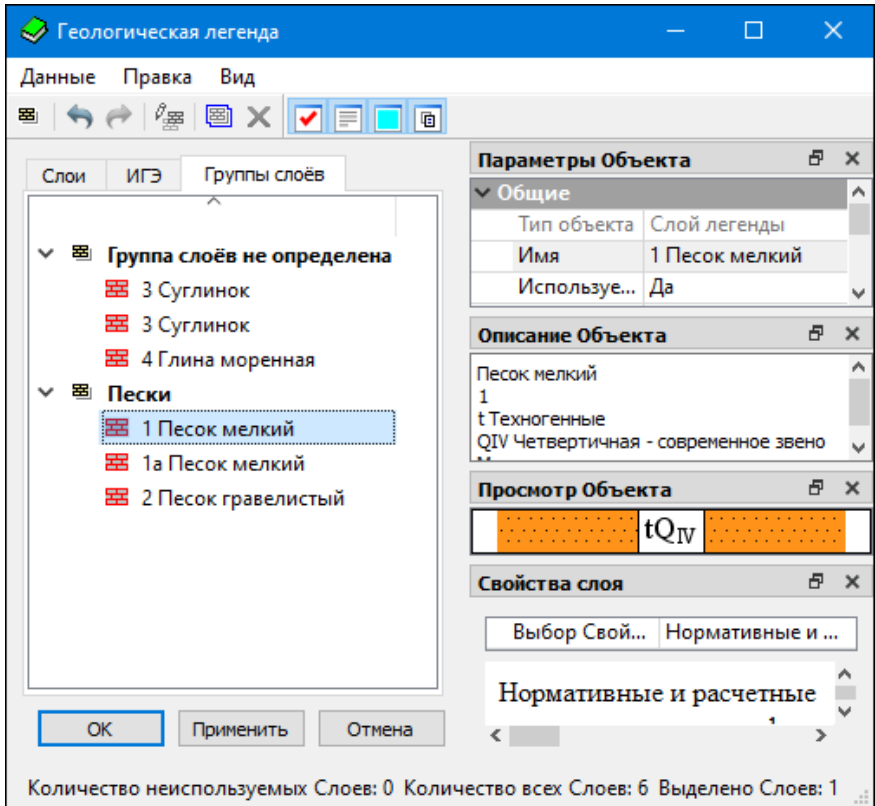 Геологическая легенда
Данные Правка Вид
Слои ИГЭ Группы слоёв
Группа слоёв не определена
3 Суглинок
3 Суглинок
4 Глина моренная
Пески
1 Песок мелкий
1а Песок мелкий
2 Песок гравелистый
ОК Применить Отмена
Параметры Объекта
Общие
Тип объекта Слой легенды
Имя 1 Песок мелкий
Используе... Да
Описание Объекта
Песок мелкий
1
t Техногенные
QIV Четвертичная - современное звено
Просмотр Объекта
tQIV
Свойства слоя
Выбор Свой... Нормативные и ...
Нормативные и расчетные
Количество неиспользуемых Слоев: 0 Количество всех Слоев: 6 Выделено Слоев: 1